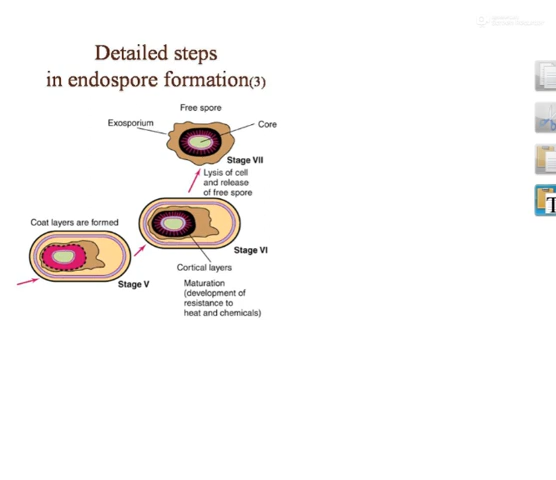 Detailed steps
in endospore formation(3)
Free spore
Exosporium
Core
Stage VII
Lysis of cell
and release
of free spore
Coat layers are formed
Stage VI
Cortical layers
Stage V
Maturation
(development of
resistance to
heat and chemicals)
T